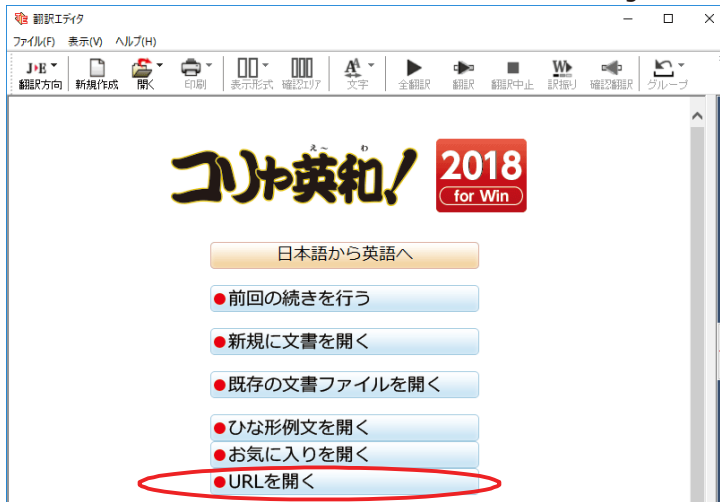 翻訳エディタ
ファイル(F) 表示(V) ヘルプ(H)
J▸E
翻訳方向 新規作成 開く 印刷 表示形式 確認エリア 文字 全翻訳 翻訳 翻訳中止 訳振り 確認翻訳 グループ
え〜わ
コリャ英和!
2018
for Win
日本語から英語へ
●前回の続きを行う
●新規に文書を開く
●既存の文書ファイルを開く
●ひな形例文を開く
●お気に入りを開く
●URLを開く